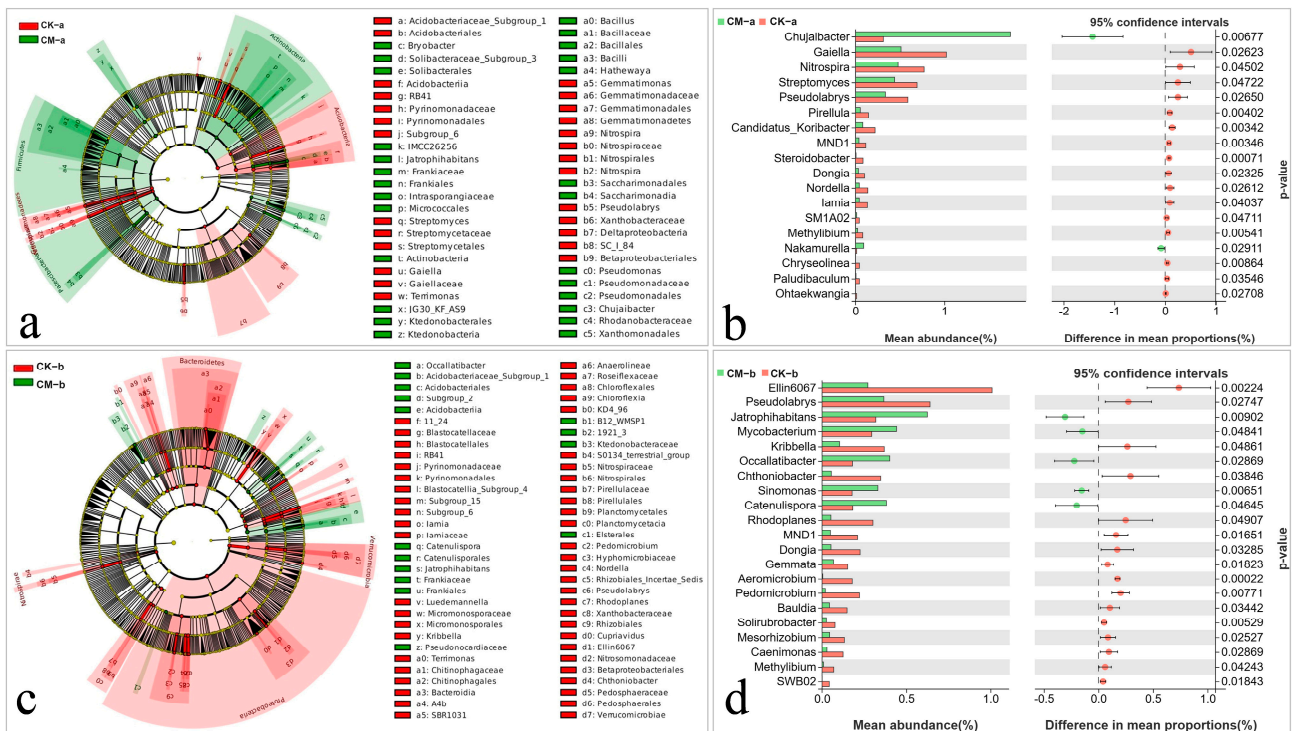 CK-a
CM-a
Actinobacteria
Acidobacteria
Firmicutes
a
a: Acidobacteriaceae_Subgroup_1
b: Acidobacteriales
c: Bryobacter
d: Solibacteraceae_Subgroup_3
e: Solibacterales
f: Acidobacteria
g: RB41
h: Pyrinomonadaceae
i: Pyrinomonadales
j: Subgroup_6
k: IMCC26256
l: Jatrophihabitans
m: Frankiaceae
n: Frankiales
o: Intrasporangiaceae
p: Micrococcales
q: Streptomyces
r: Streptomycetaceae
s: Streptomycetales
t: Actinobacteria
u: Gaiella
v: Gaiellaceae
w: Terrimonas
x: JG30_KF_AS9
y: Ktedonobacterales
z: Ktedonobacteria
a0: Bacillus
a1: Bacillaceae
a2: Bacillales
a3: Bacilli
a4: Hathewaya
a5: Gemmatimonas
a6: Gemmatimonadaceae
a7: Gemmatimonadales
a8: Gemmatimonadetes
a9: Nitrospira
b0: Nitrospiraceae
b1: Nitrospirales
b2: Nitrospira
b3: Saccharimonadales
b4: Saccharimonadia
b5: Pseudolabrys
b6: Xanthobacteraceae
b7: Deltaproteobacteria
b8: SC_I_84
b9: Betaproteobacteriales
c0: Pseudomonas
c1: Pseudomonadaceae
c2: Pseudomonadales
c3: Chujaibacter
c4: Rhodanobacteraceae
c5: Xanthomonadales
CM-a CK-a
95% confidence intervals
Chujaibacter 0.00677
Gaiella 0.02623
Nitrospira 0.04502
Streptomyces 0.04722
Pseudolabrys 0.02650
Pirellula 0.00402
Candidatus_Koribacter 0.00342
MND1 0.00346
Steroidobacter 0.00071
Dongia 0.02325
Nordella 0.02612
Iamia 0.04037
SM1A02 0.04711
Methylibium 0.00541
Nakamurella 0.02911
Chryseolinea 0.00864
Paludibaculum 0.03546
Ohtaekwangia 0.02708
p-value
0 1 -2 -1 0 1
Mean abundance(%) Difference in mean proportions(%)
b
CK-b
CM-b
Bacteroidetes
Verrucomicrobia
Proteobacteria
Nitrospirae
c
a: Occallatibacter
b: Acidobacteriaceae_Subgroup_1
c: Acidobacteriales
d: Subgroup_2
e: Acidobacteriia
f: 11_24
g: Blastocatellaceae
h: Blastocatellales
i: RB41
j: Pyrinomonadaceae
k: Pyrinomonadales
l: Blastocatellia_Subgroup_4
m: Subgroup_15
n: Subgroup_6
o: Iamia
p: Iamiaceae
q: Catenulispora
r: Catenulisporales
s: Jatrophihabitans
t: Frankiaceae
u: Frankiales
v: Luedemannella
w: Micromonosporaceae
x: Micromonosporales
y: Kribbella
z: Pseudonocardiaceae
a0: Terrimonas
a1: Chitinophagaceae
a2: Chitinophagales
a3: Bacteroidia
a4: A4b
a5: SBR1031
a6: Anaerolineae
a7: Roseiflexaceae
a8: Chloroflexales
a9: Chloroflexia
b0: KD4_96
b1: B12_WMSP1
b2: 1921_3
b3: Ktedonobacteraceae
b4: S0134_terrestrial_group
b5: Nitrospiraceae
b6: Nitrospirales
b7: Pirellulaceae
b8: Pirellulales
b9: Planctomycetales
c0: Planctomycetacia
c1: Elsterales
c2: Pedomicrobium
c3: Hyphomicrobiaceae
c4: Nordella
c5: Rhizobiales_Incertae_Sedis
c6: Pseudolabrys
c7: Rhodoplanes
c8: Xanthobacteraceae
c9: Rhizobiales
d0: Cupriavidus
d1: Ellin6067
d2: Nitrosomonadaceae
d3: Betaproteobacteriales
d4: Chthoniobacter
d5: Pedosphaeraceae
d6: Pedosphaerales
d7: Verrucomicrobiae
CM-b CK-b
95% confidence intervals
Ellin6067 0.00224
Pseudolabrys 0.02747
Jatrophihabitans 0.00902
Mycobacterium 0.04841
Kribbella 0.04861
Occallatibacter 0.02869
Chthoniobacter 0.03846
Sinomonas 0.00651
Catenulispora 0.04645
Rhodoplanes 0.04907
MND1 0.01651
Dongia 0.03285
Gemmata 0.01823
Aeromicrobium 0.00022
Pedomicrobium 0.00771
Bauldia 0.03442
Solirubrobacter 0.00529
Mesorhizobium 0.02527
Caenimonas 0.02869
Methylibium 0.04243
SWB02 0.01843
p-value
0.0 0.5 1.0 -0.5 0.0 0.5 1.0
Mean abundance(%) Difference in mean proportions(%)
d